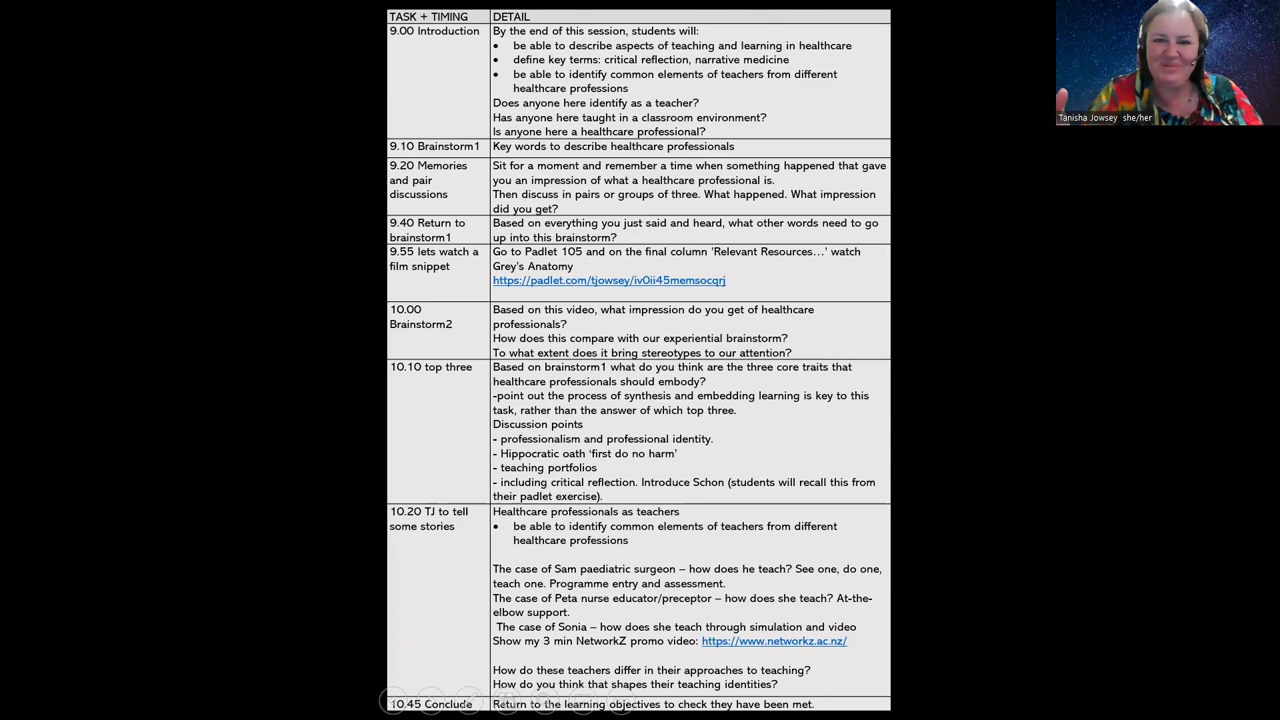 TASK + TIMING
DETAIL
9.00 Introduction
By the end of this session, students will:
• be able to describe aspects of teaching and learning in healthcare
• define key terms: critical reflection, narrative medicine
• be able to identify common elements of teachers from different
healthcare professions
Does anyone here identify as a teacher?
Has anyone here taught in a classroom environment?
Is anyone here a healthcare professional?
9.10 Brainstorm1
Key words to describe healthcare professionals
9.20 Memories
and pair
discussions
Sit for a moment and remember a time when something happened that gave
you an impression of what a healthcare professional is.
Then discuss in pairs or groups of three. What happened. What impression
did you get?
9.40 Return to
brainstorm1
Based on everything you just said and heard, what other words need to go
up into this brainstorm?
9.55 lets watch a
film snippet
Go to Padlet 105 and on the final column 'Relevant Resources…' watch
Grey's Anatomy
https://padlet.com/tjowsey/iv0ii45memsocqrj
10.00
Brainstorm2
Based on this video, what impression do you get of healthcare
professionals?
How does this compare with our experiential brainstorm?
To what extent does it bring stereotypes to our attention?
10.10 top three
Based on brainstorm1 what do you think are the three core traits that
healthcare professionals should embody?
-point out the process of synthesis and embedding learning is key to this
task, rather than the answer of which top three.
Discussion points
- professionalism and professional identity.
- Hippocratic oath 'first do no harm'
- teaching portfolios
- including critical reflection. Introduce Schon (students will recall this from
their padlet exercise).
10.20 TJ to tell
some stories
Healthcare professionals as teachers
• be able to identify common elements of teachers from different
healthcare professions
The case of Sam paediatric surgeon – how does he teach? See one, do one,
teach one. Programme entry and assessment.
The case of Peta nurse educator/preceptor – how does she teach? At-the-
elbow support.
The case of Sonia – how does she teach through simulation and video
Show my 3 min NetworkZ promo video: https://www.networkz.ac.nz/
How do these teachers differ in their approaches to teaching?
How do you think that shapes their teaching identities?
10.45 Conclude
Return to the learning objectives to check they have been met.
Tanisha Jowsey she/her